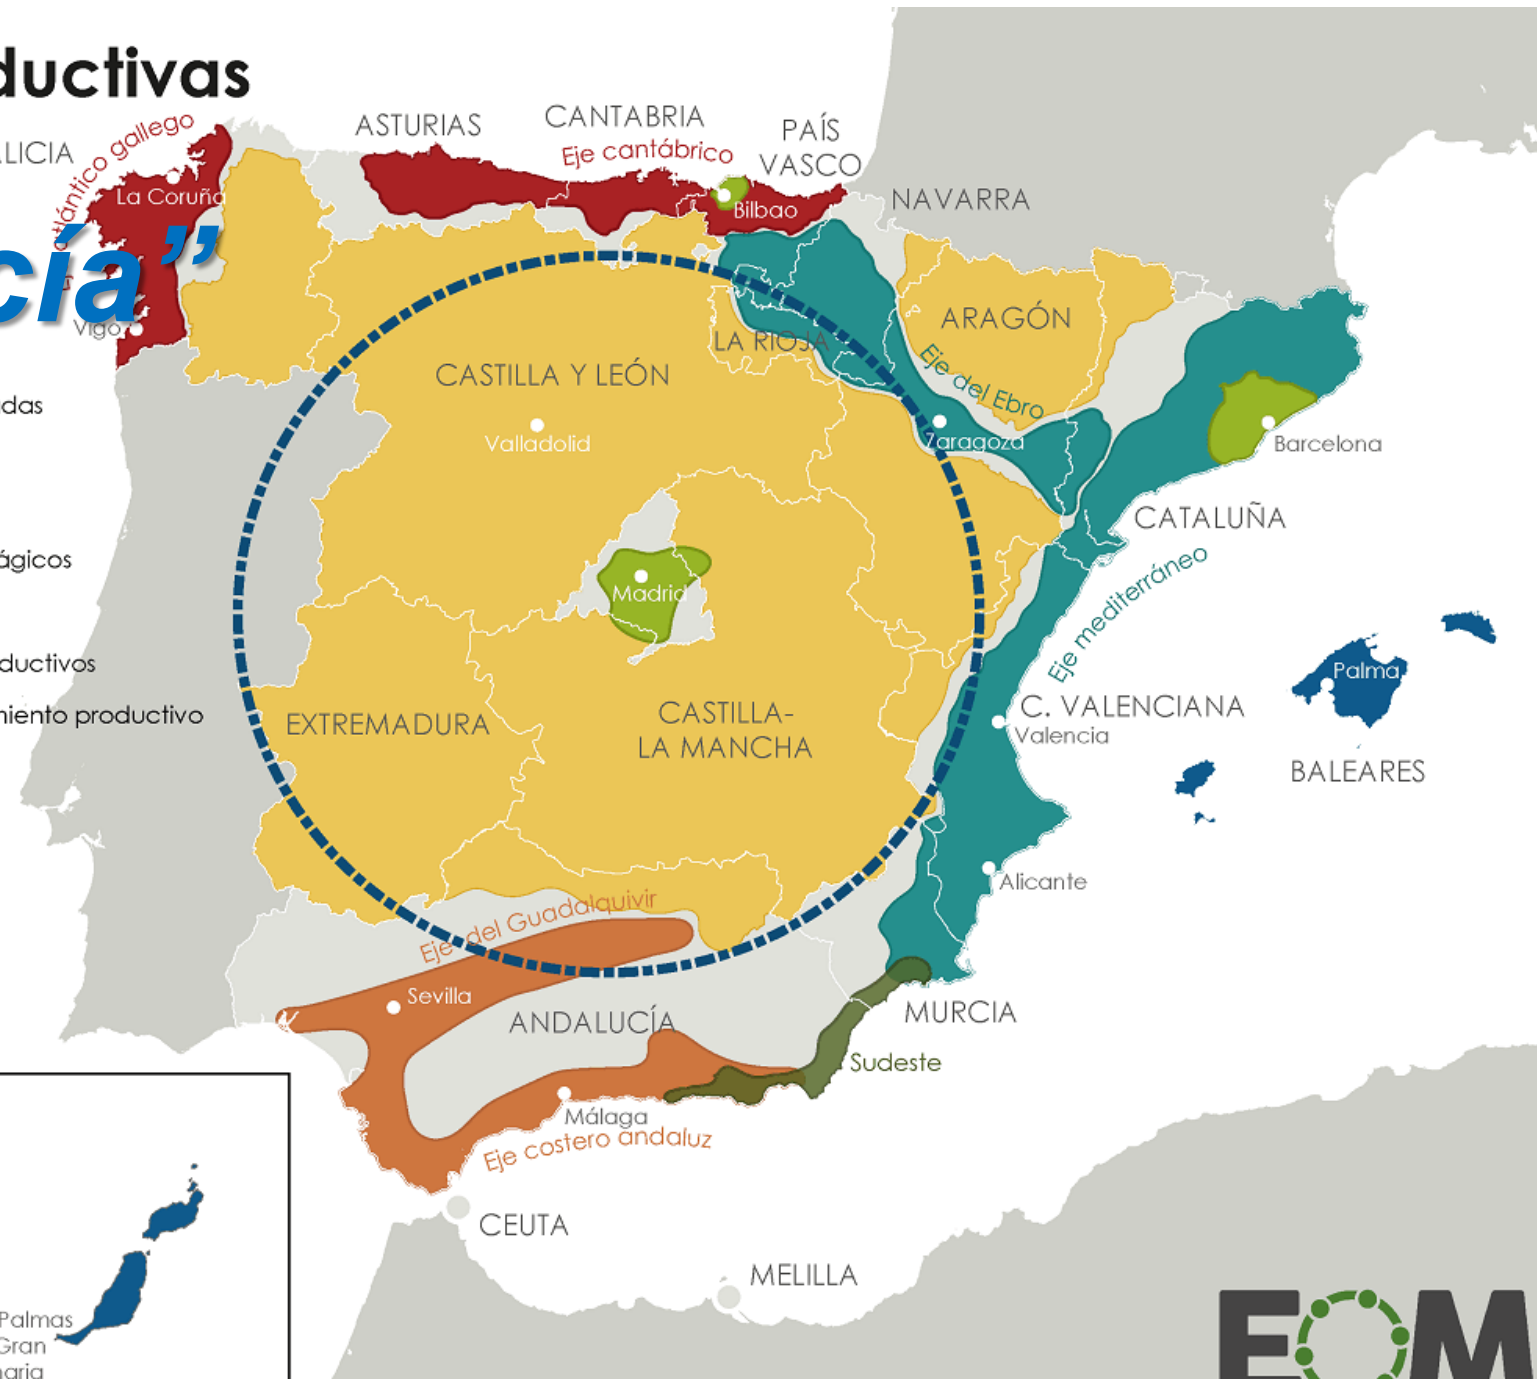 ductivas
LICIA
atlántico gallego
La Coruña
cía”
Vigo
ASTURIAS
CANTABRIA
Eje cantábrico
PAÍS
VASCO
Bilbao
NAVARRA
ARAGÓN
LA RIOJA
Eje del Ebro
Zaragoza
CASTILLA Y LEÓN
Valladolid
adas
ágicos
ductivos
miento productivo
Barcelona
CATALUÑA
Eje mediterráneo
Madrid
Palma
BALEARES
C. VALENCIANA
Valencia
EXTREMADURA
CASTILLA-
LA MANCHA
Alicante
Eje del Guadalquivir
Sevilla
ANDALUCÍA
MURCIA
Sudeste
Málaga
Eje costero andaluz
CEUTA
MELILLA
Palmas
Gran
naria
EOM